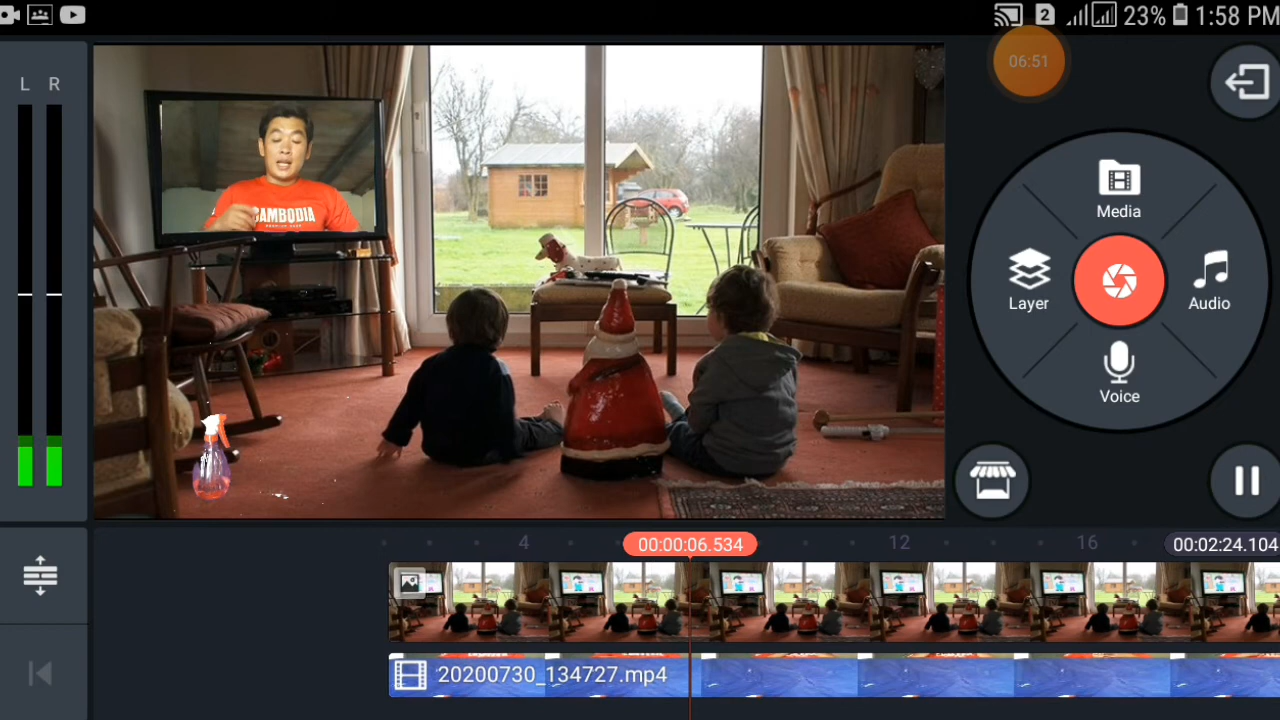 2 23% 1:58 PM
06:51
L R
CAMBODIA
Media
Layer
Audio
Voice
4 00:00:06.534 12 16 00:02:24.104
20200730_134727.mp4